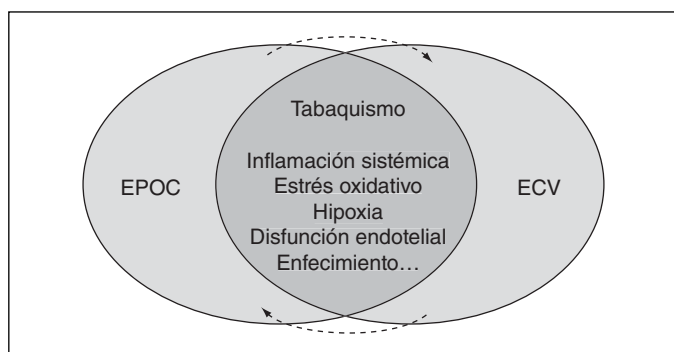 Tabaquismo
EPOC
Inflamación sistémica
Estrés oxidativo
Hipoxia
Disfunción endotelial
Enfecimiento…
ECV